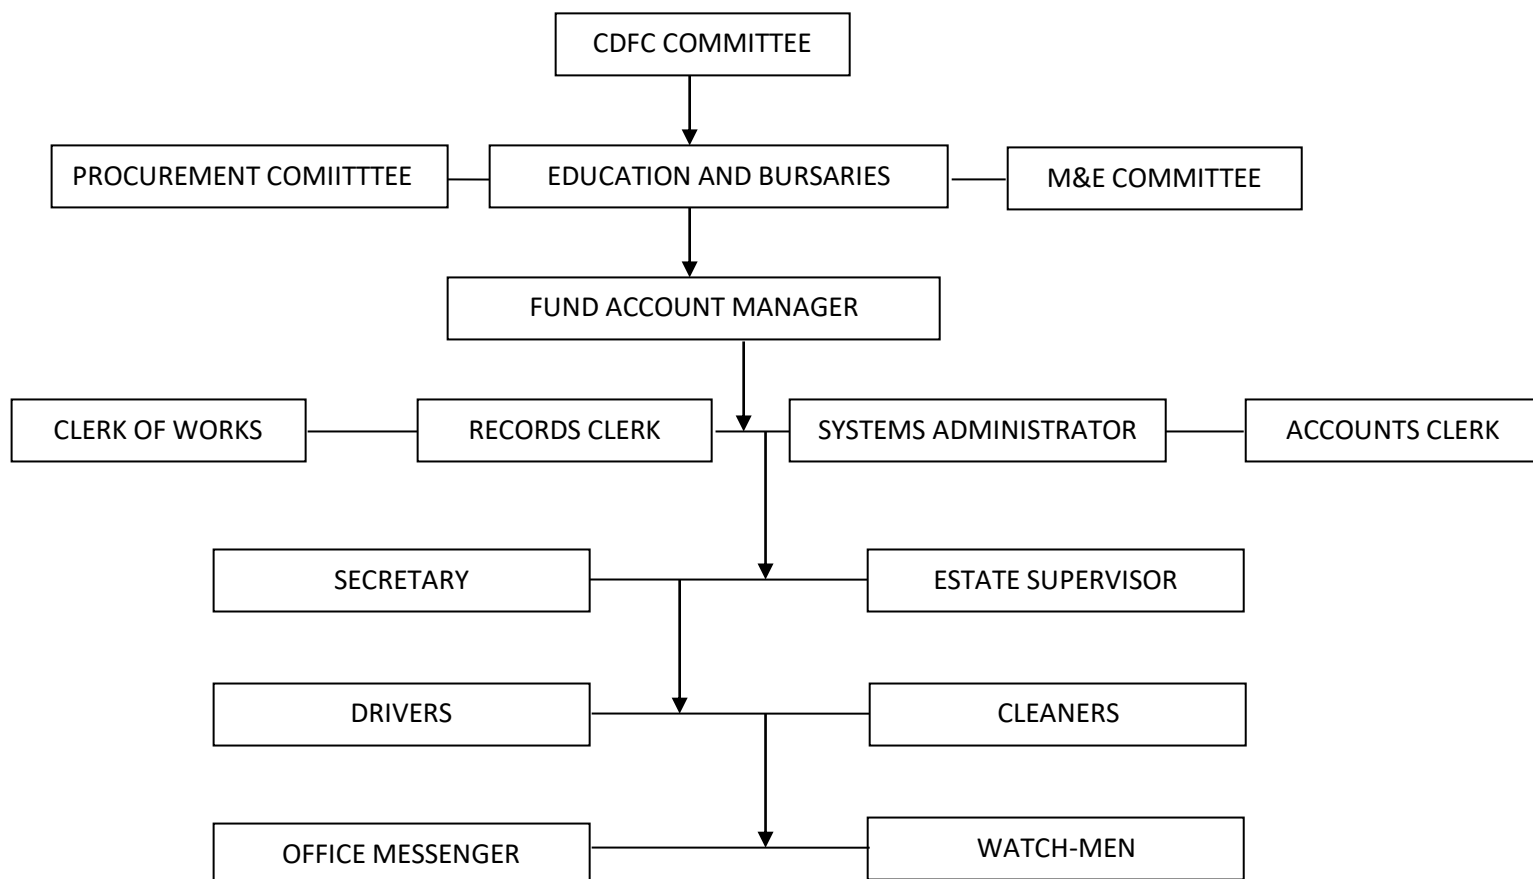 CDFC COMMITTEE
PROCUREMENT COMIITTTEE
EDUCATION AND BURSARIES
M&E COMMITTEE
FUND ACCOUNT MANAGER
CLERK OF WORKS
RECORDS CLERK
SYSTEMS ADMINISTRATOR
ACCOUNTS CLERK
SECRETARY
ESTATE SUPERVISOR
DRIVERS
CLEANERS
OFFICE MESSENGER
WATCH-MEN